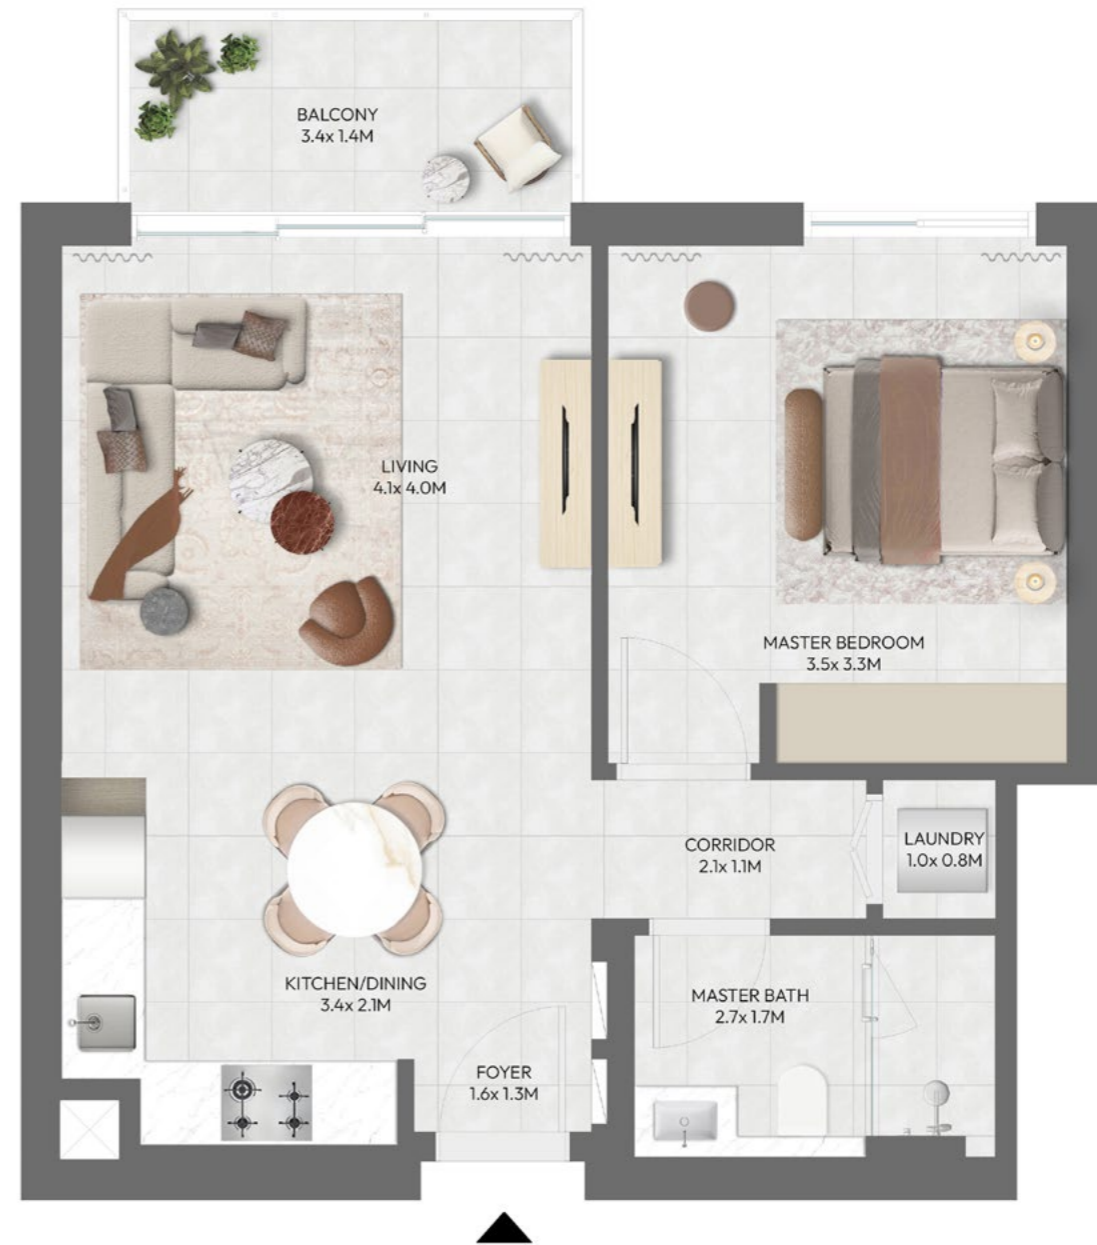 BALCONY
3.4x 1.4M
LIVING
4.1x 4.0M
MASTER BEDROOM
3.5x 3.3M
CORRIDOR
2.1x 1.1M
LAUNDRY
1.0x 0.8M
KITCHEN/DINING
3.4x 2.1M
MASTER BATH
2.7x 1.7M
FOYER
1.6x 1.3M